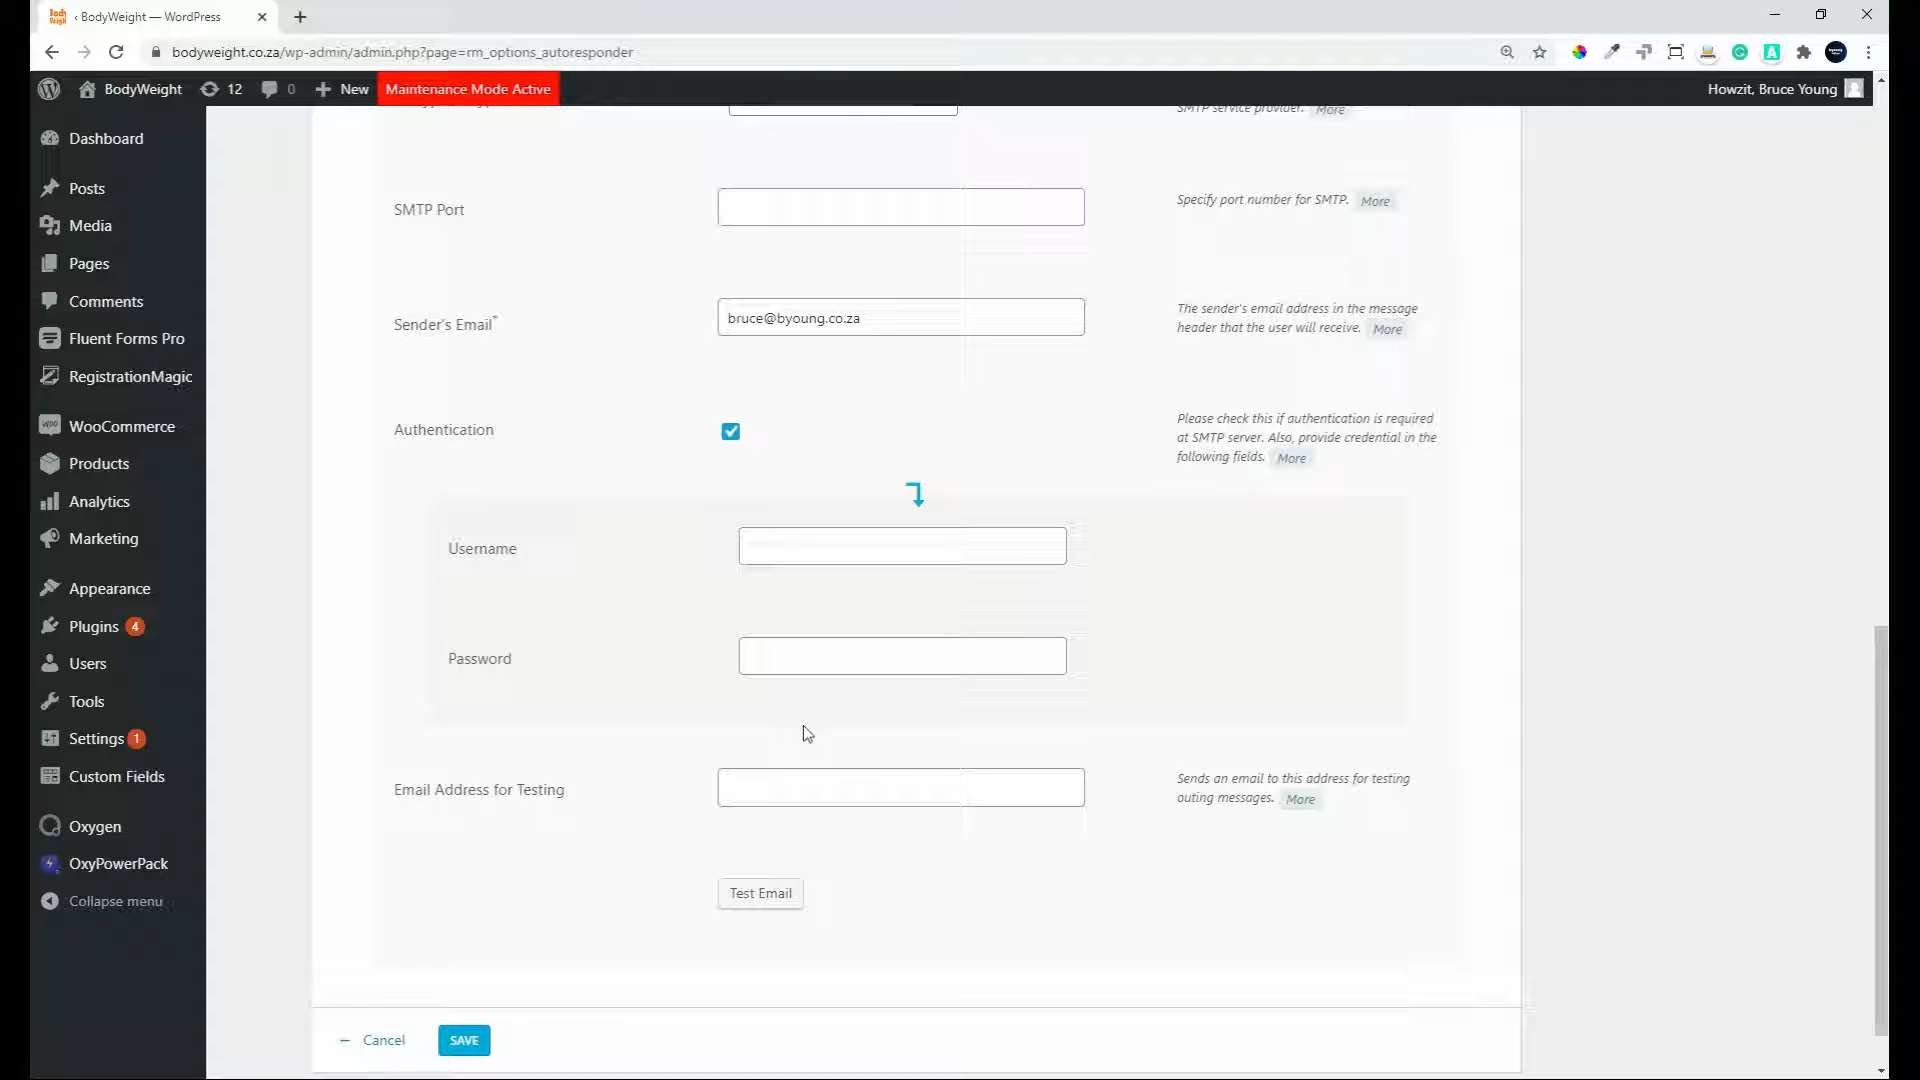 ‹ BodyWeight — WordPress
bodyweight.co.za/wp-admin/admin.php?page=rm_options_autoresponder
BodyWeight
12
0
New
Maintenance Mode Active
Howzit, Bruce Young
Dashboard
Posts
Media
Pages
Comments
Fluent Forms Pro
RegistrationMagic
WooCommerce
Products
Analytics
Marketing
Appearance
Plugins 4
Users
Tools
Settings 1
Custom Fields
Oxygen
OxyPowerPack
Collapse menu
SMTP service provider. More
SMTP Port
Specify port number for SMTP. More
Sender's Email*
bruce@byoung.co.za
The sender's email address in the message
header that the user will receive. More
Authentication
Please check this if authentication is required
at SMTP server. Also, provide credential in the
following fields. More
Username
Password
Email Address for Testing
Sends an email to this address for testing
outing messages. More
Test Email
← Cancel
SAVE